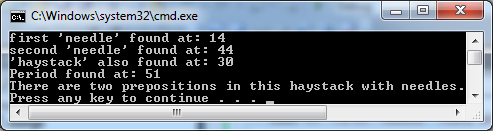 C:\Windows\system32\cmd.exe
first 'needle' found at: 14
second 'needle' found at: 44
'haystack' also found at: 30
Period found at: 51
There are two prepositions in this haystack with needles.
Press any key to continue . . . _